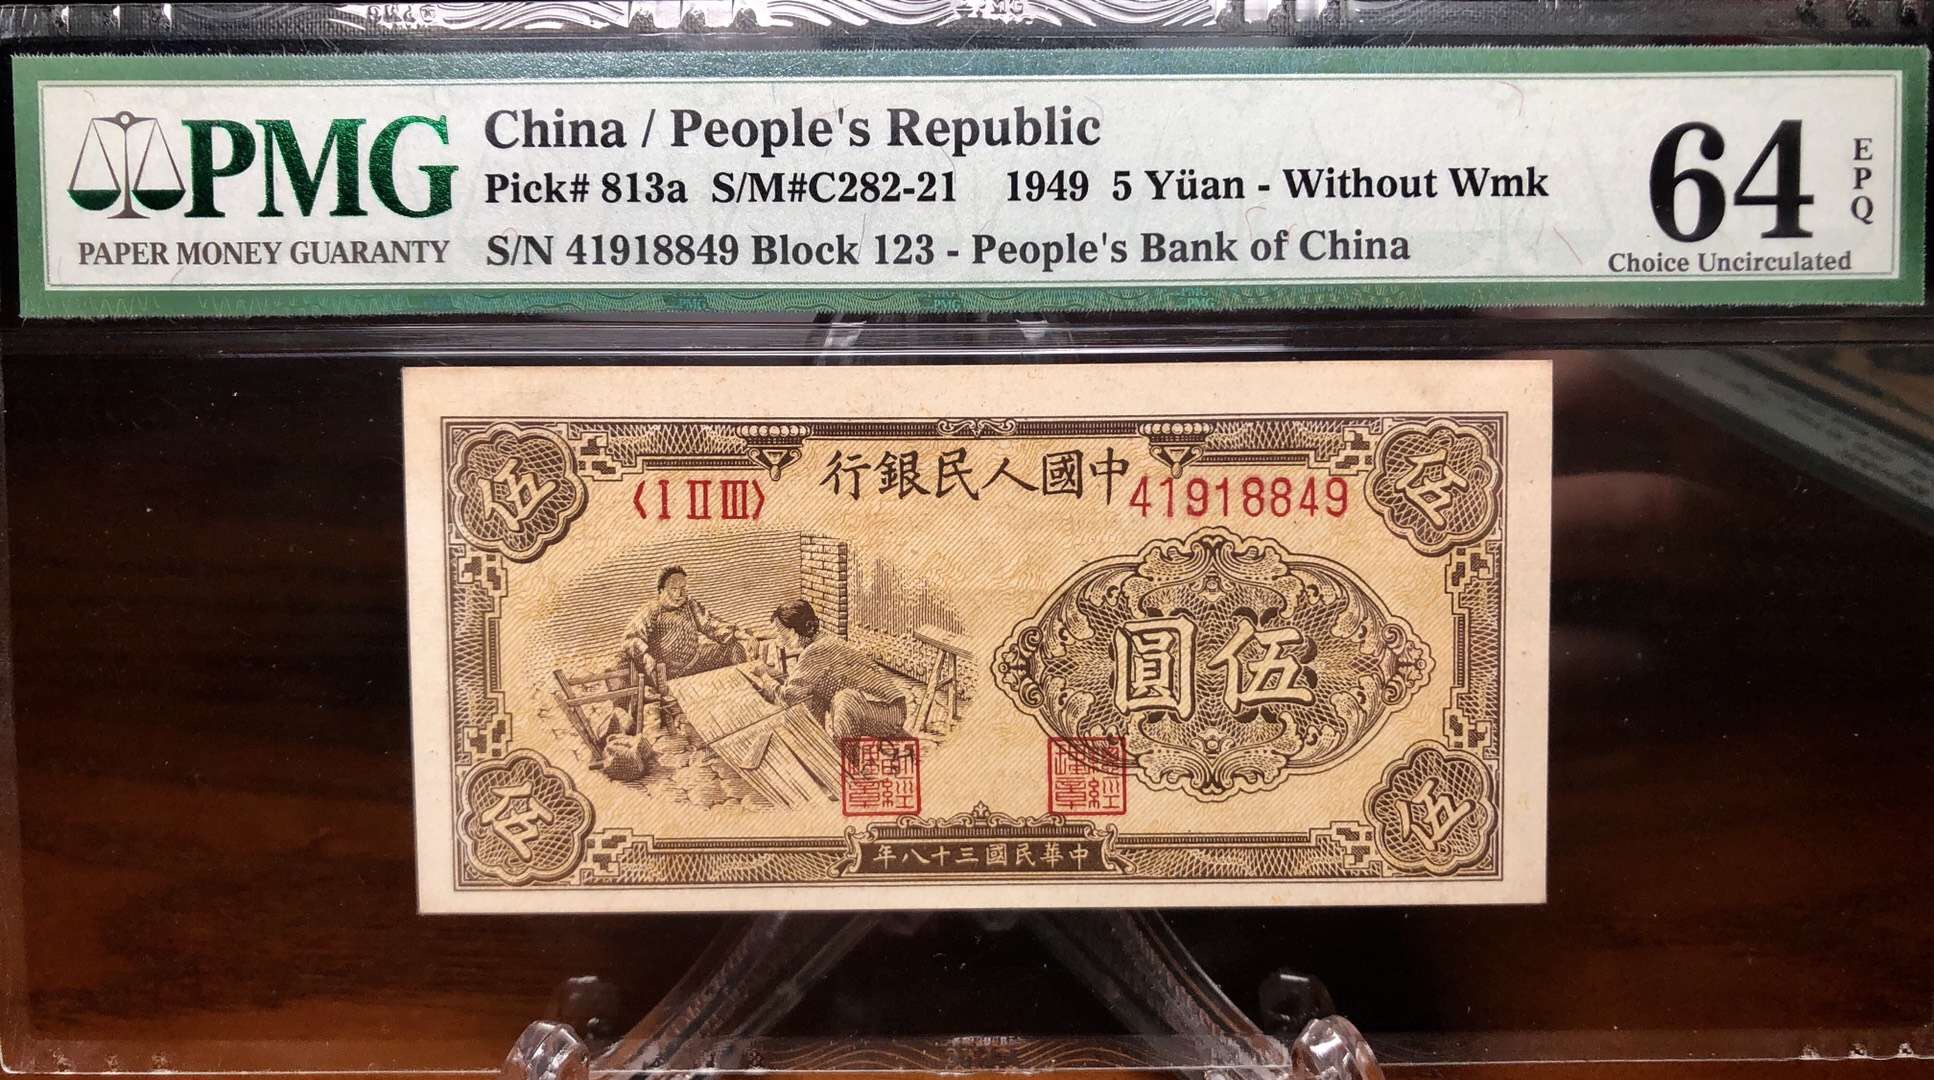 PMG
PAPER MONEY GUARANTY
China / People's Republic
Pick# 813a S/M#C282-21 1949 5 Yüan - Without Wmk
S/N 41918849 Block 123 - People's Bank of China
64
EPQ
Choice Uncirculated
行銀民人國中
〈I II III〉 41918849
伍 伍
圓伍
伍 伍
年八十三國民華中